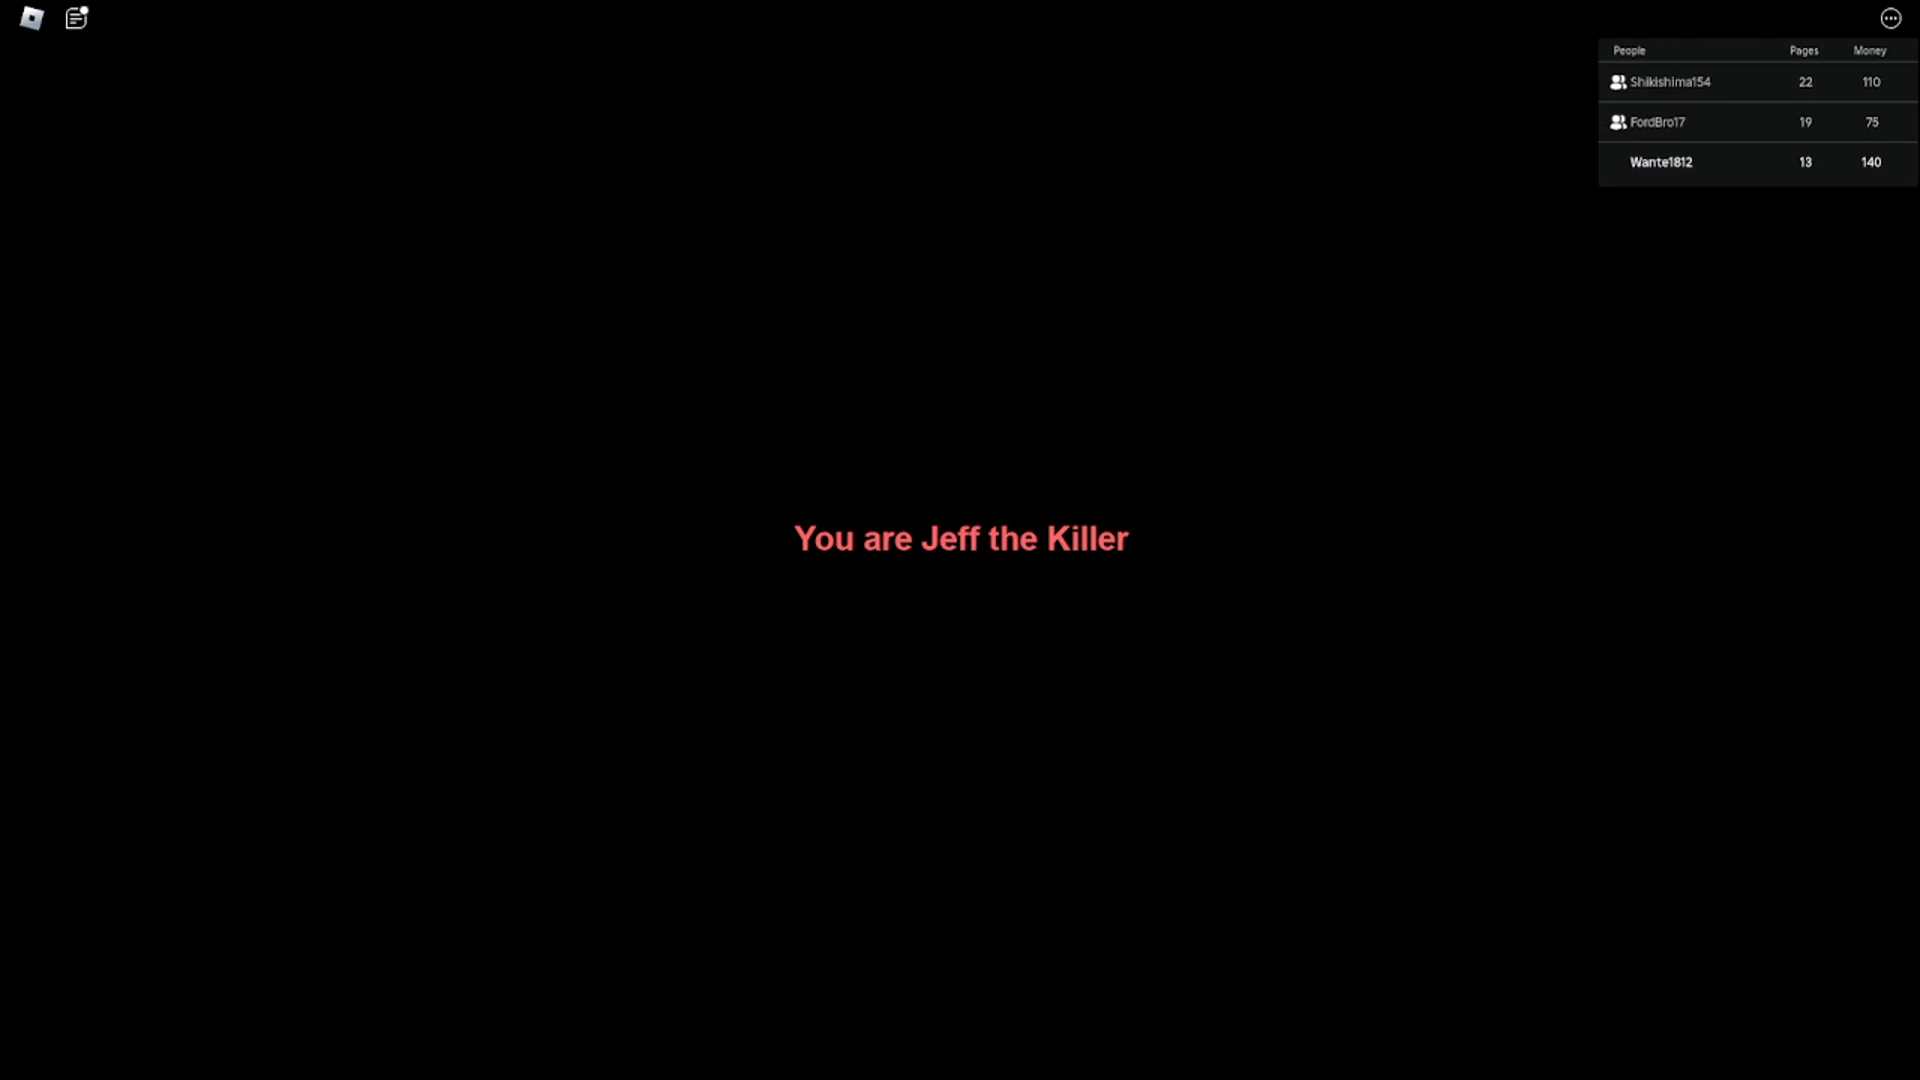 People Pages Money
Shikishima154 22 110
FordBro17 19 75
Wante1812 13 140
You are Jeff the Killer